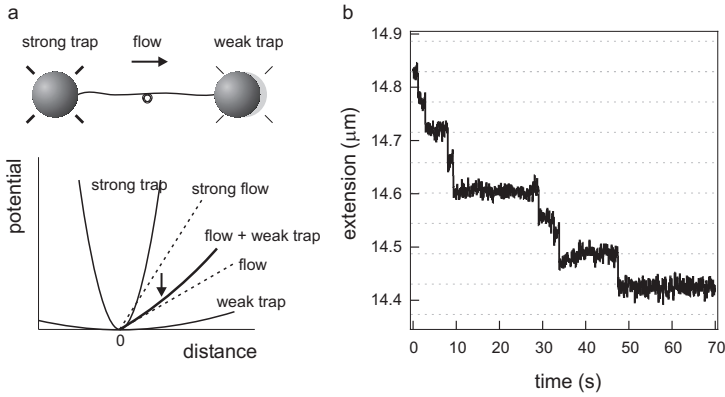 a
strong trap
flow
weak trap
potential
strong trap
strong flow
flow + weak trap
flow
weak trap
0
distance
b
extension (μm)
14.9
14.8
14.7
14.6
14.5
14.4
0 10 20 30 40 50 60 70
time (s)